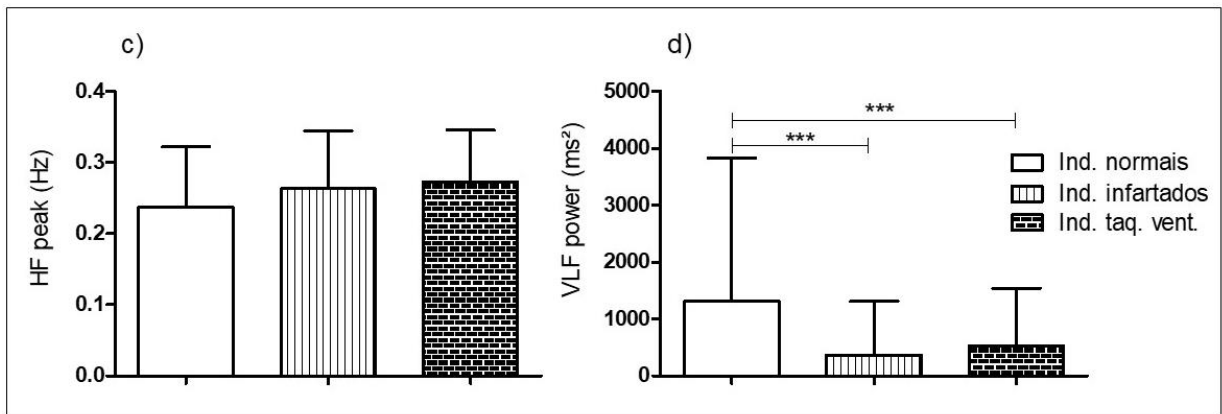 c)
HF peak (Hz)
0.4
0.3
0.2
0.1
0.0
d)
VLF power (ms²)
5000
4000
3000
2000
1000
0
***
***
Ind. normais
Ind. infartados
Ind. taq. vent.